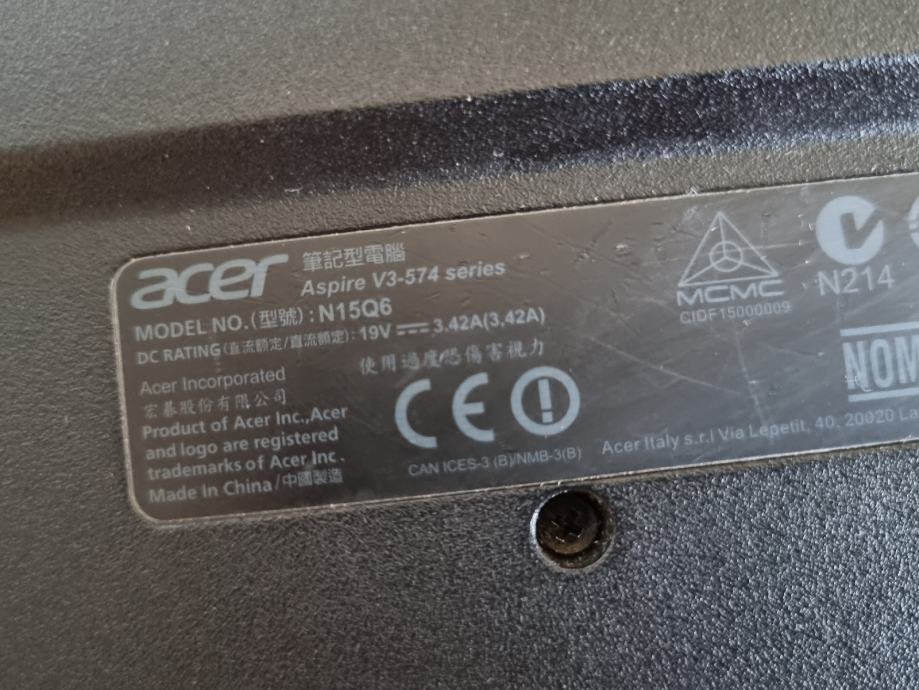 acer 筆記型電腦
Aspire V3-574 series
MODEL NO.(型號) : N15Q6
DC RATING(直流額定/直流額定) : 19V ⎓ 3.42A(3,42A)
使用過度恐傷害視力
Acer Incorporated
宏碁股份有限公司
Product of Acer Inc.,Acer
and logo are registered
trademarks of Acer Inc.
Made In China/中國製造
CE
CAN ICES-3 (B)/NMB-3(B)
MCMC
CIDF15000009
N214
NOM
Acer Italy s.r.l Via Lepetit, 40, 20020 La